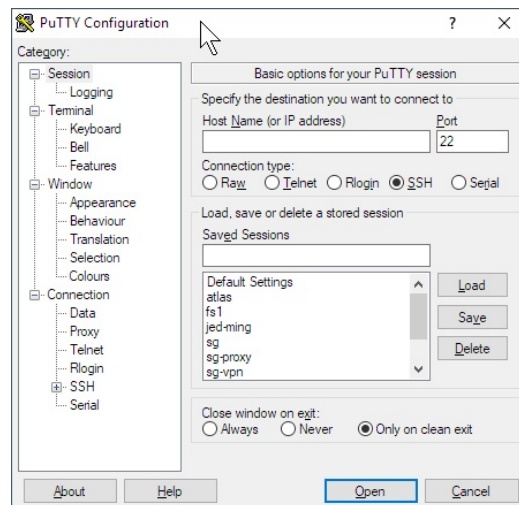 PuTTY Configuration
?
Category:
Session
Logging
Terminal
Keyboard
Bell
Features
Window
Appearance
Behaviour
Translation
Selection
Colours
Connection
Data
Proxy
Telnet
Rlogin
SSH
Serial
Basic options for your PuTTY session
Specify the destination you want to connect to
Host Name (or IP address) Port
22
Connection type:
Raw Telnet Rlogin SSH Serial
Load, save or delete a stored session
Saved Sessions
Default Settings
atlas
fs1
jed-ming
sg
sg-proxy
sg-vpn
Load
Save
Delete
Close window on exit:
Always Never Only on clean exit
About Help Open Cancel